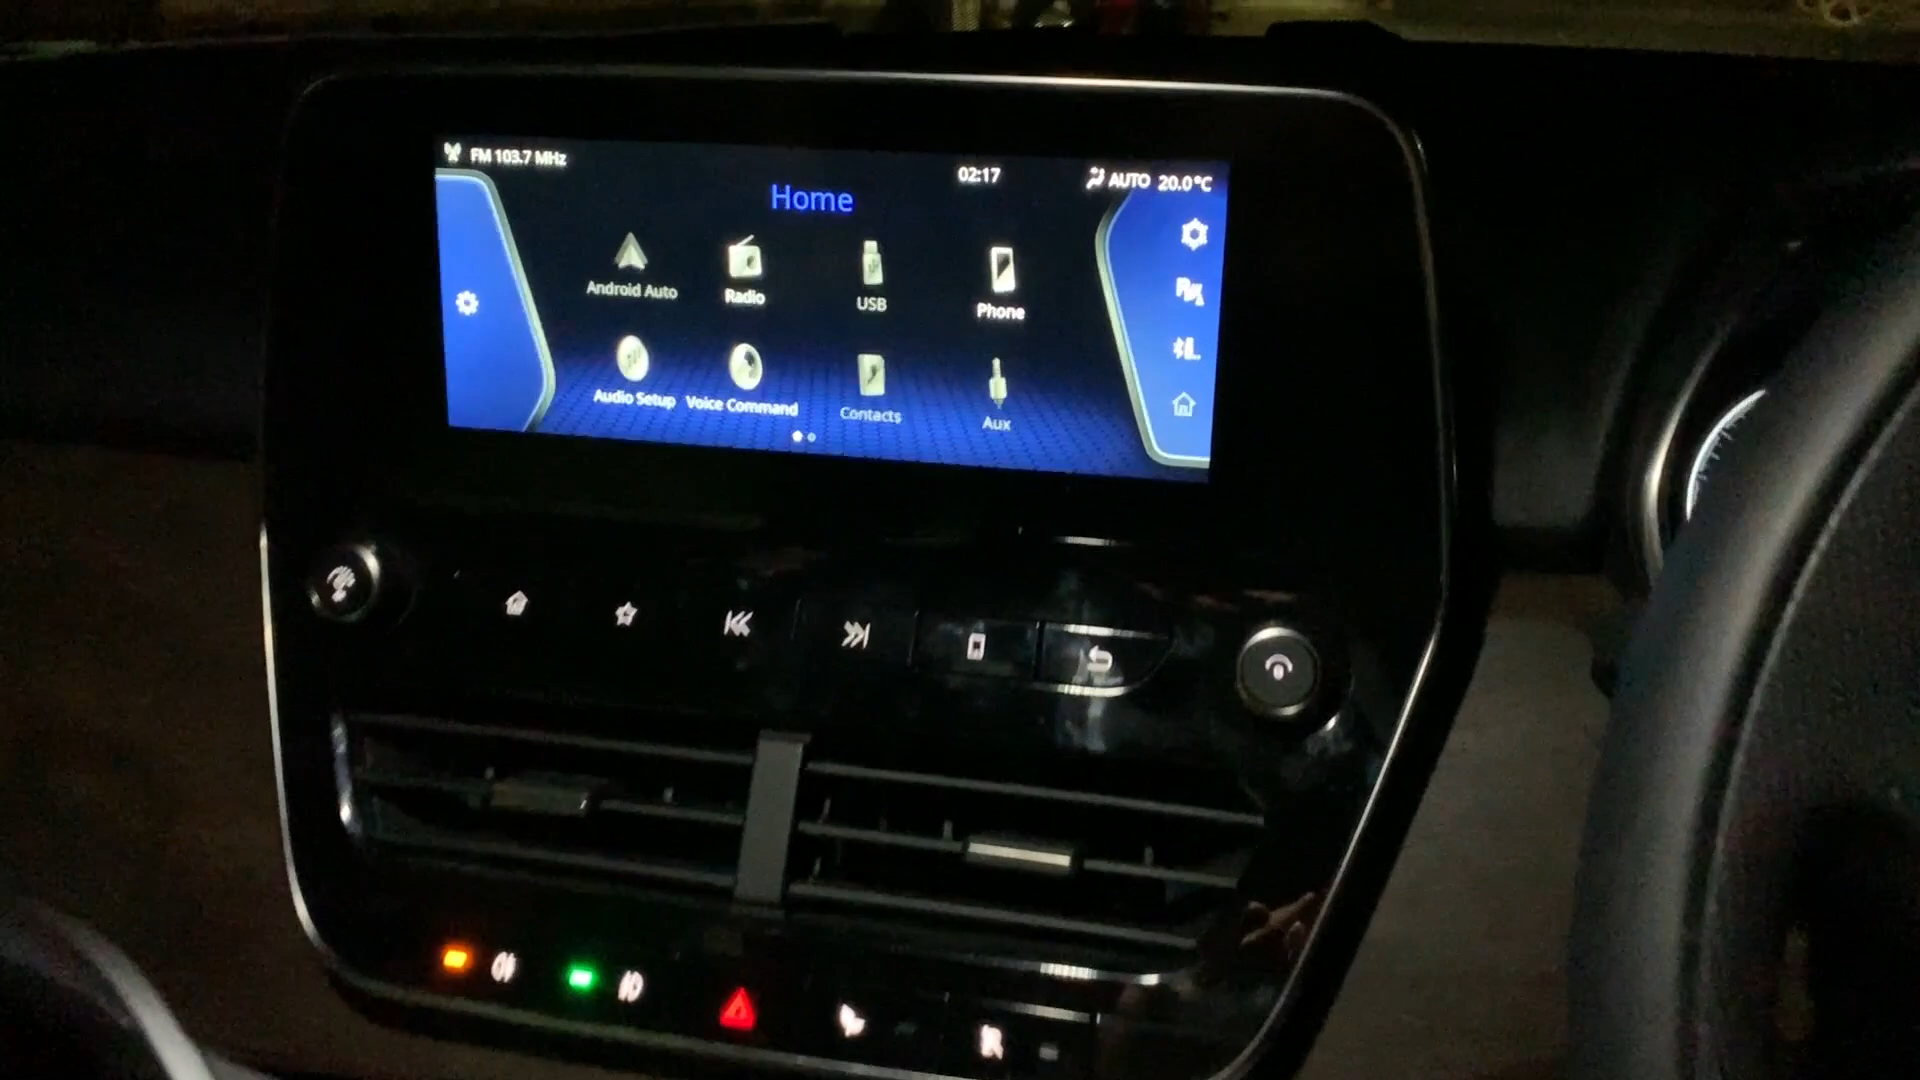 FM 103.7 MHz
02:17
AUTO 20.0°C
Home
Android Auto
Radio
USB
Phone
Audio Setup
Voice Command
Contacts
Aux